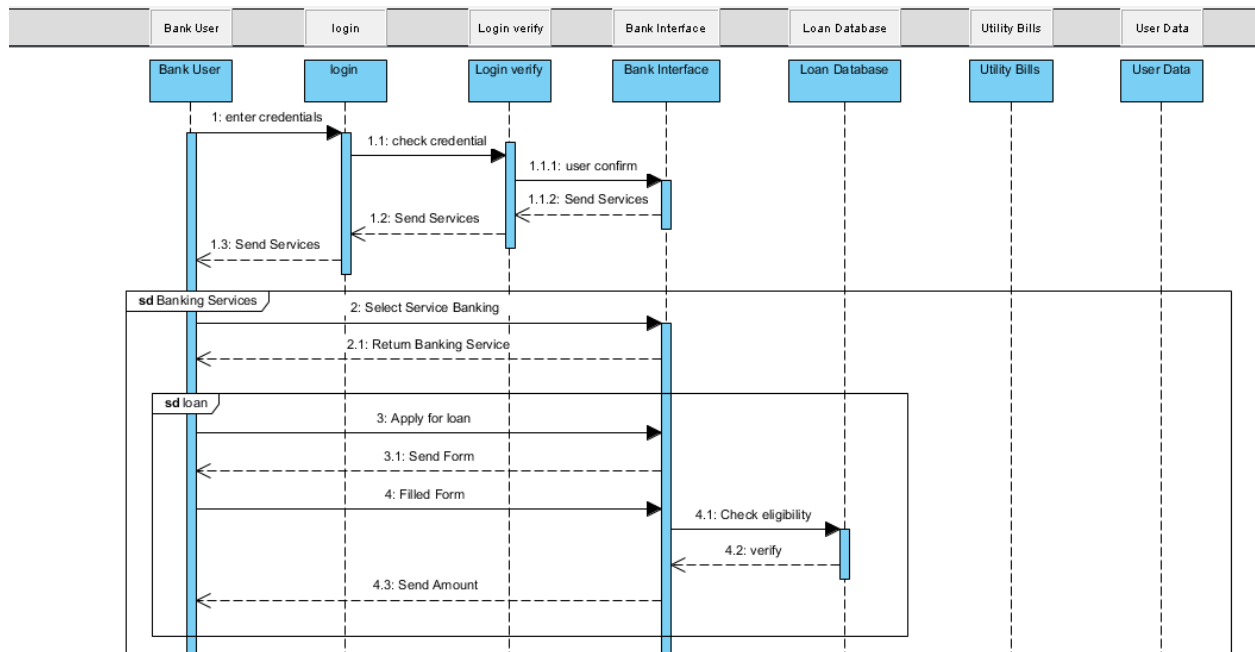 Bank User
login
Login verify
Bank Interface
Loan Database
Utility Bills
User Data
Bank User
login
Login verify
Bank Interface
Loan Database
Utility Bills
User Data
1: enter credentials
1.1: check credential
1.1.1: user confirm
1.1.2: Send Services
1.2: Send Services
1.3: Send Services
sd Banking Services
2: Select Service Banking
2.1: Return Banking Service
sd loan
3: Apply for loan
3.1: Send Form
4: Filled Form
4.1: Check eligibility
4.2: verify
4.3: Send Amount